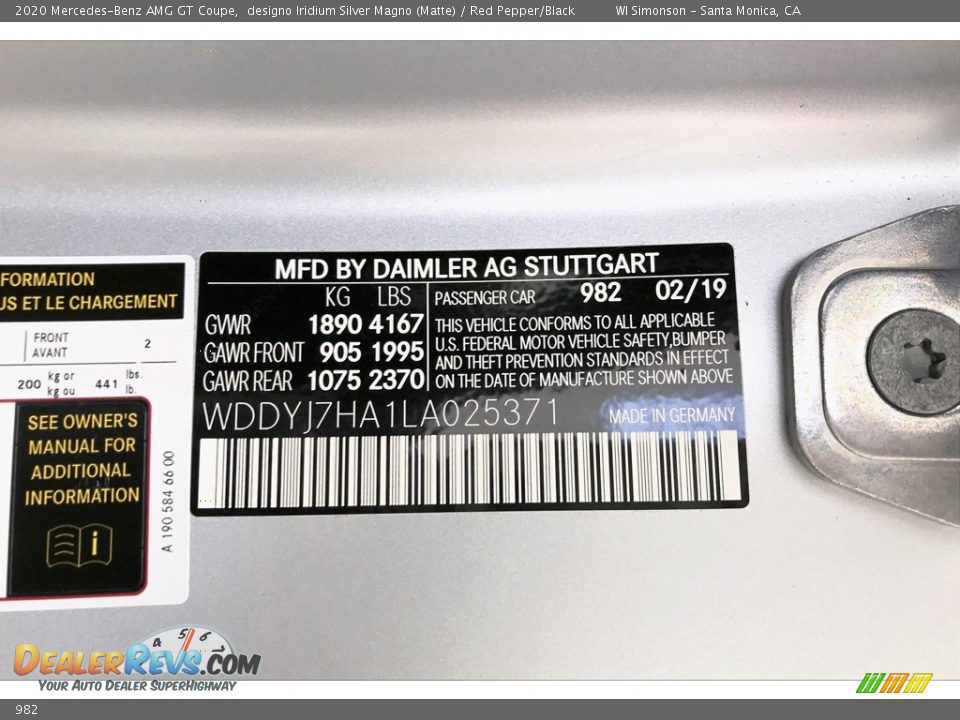 2020 Mercedes-Benz AMG GT Coupe, designo Iridium Silver Magno (Matte) / Red Pepper/Black WI Simonson - Santa Monica, CA
FORMATION
US ET LE CHARGEMENT
FRONT
AVANT
2
200 kg or 441 lbs.
kg ou lb.
SEE OWNER'S
MANUAL FOR
ADDITIONAL
INFORMATION
i
A 190 584 66 00
MFD BY DAIMLER AG STUTTGART
KG LBS
GVWR 1890 4167
GAWR FRONT 905 1995
GAWR REAR 1075 2370
PASSENGER CAR 982 02/19
THIS VEHICLE CONFORMS TO ALL APPLICABLE
U.S. FEDERAL MOTOR VEHICLE SAFETY,BUMPER
AND THEFT PREVENTION STANDARDS IN EFFECT
ON THE DATE OF MANUFACTURE SHOWN ABOVE
WDDYJ7HA1LA025371
MADE IN GERMANY
4 5 6 7
DEALERREVS.COM
YOUR AUTO DEALER SUPERHIGHWAY
982